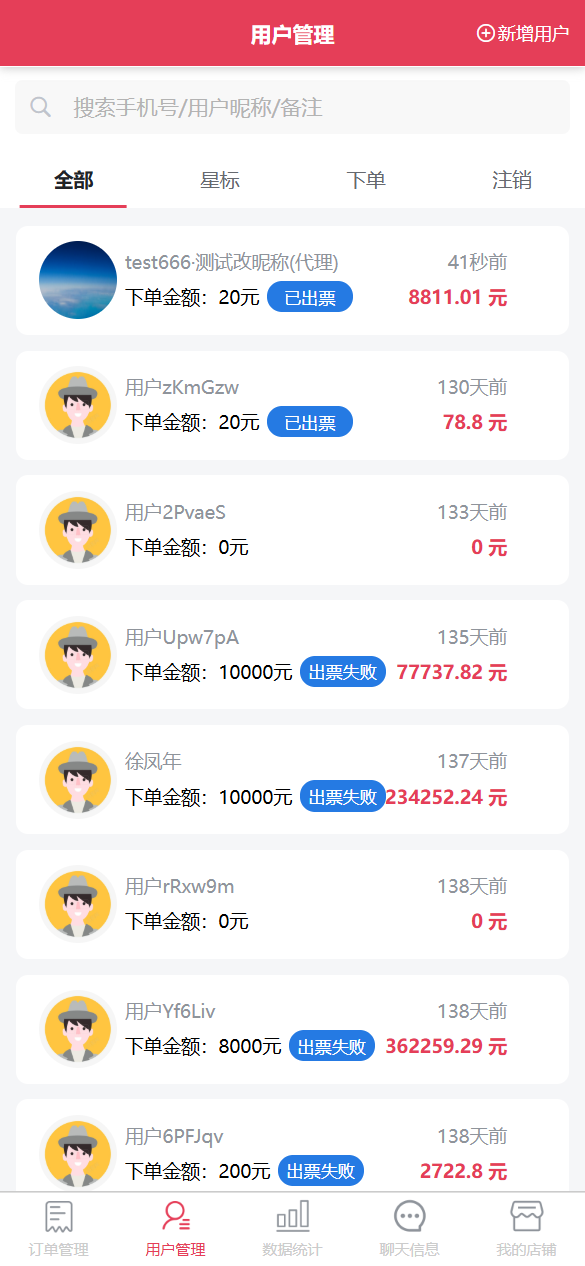 用户管理
新增用户
搜索手机号/用户昵称/备注
全部 星标 下单 注销
test666·测试改昵称(代理) 41秒前
下单金额：20元 已出票 8811.01 元
用户zKmGzw 130天前
下单金额：20元 已出票 78.8 元
用户2PvaeS 133天前
下单金额：0元 0 元
用户Upw7pA 135天前
下单金额：10000元 出票失败 77737.82 元
徐凤年 137天前
下单金额：10000元 出票失败 234252.24 元
用户rRxw9m 138天前
下单金额：0元 0 元
用户Yf6Liv 138天前
下单金额：8000元 出票失败 362259.29 元
用户6PFJqv 138天前
下单金额：200元 出票失败 2722.8 元
订单管理 用户管理 数据统计 聊天信息 我的店铺